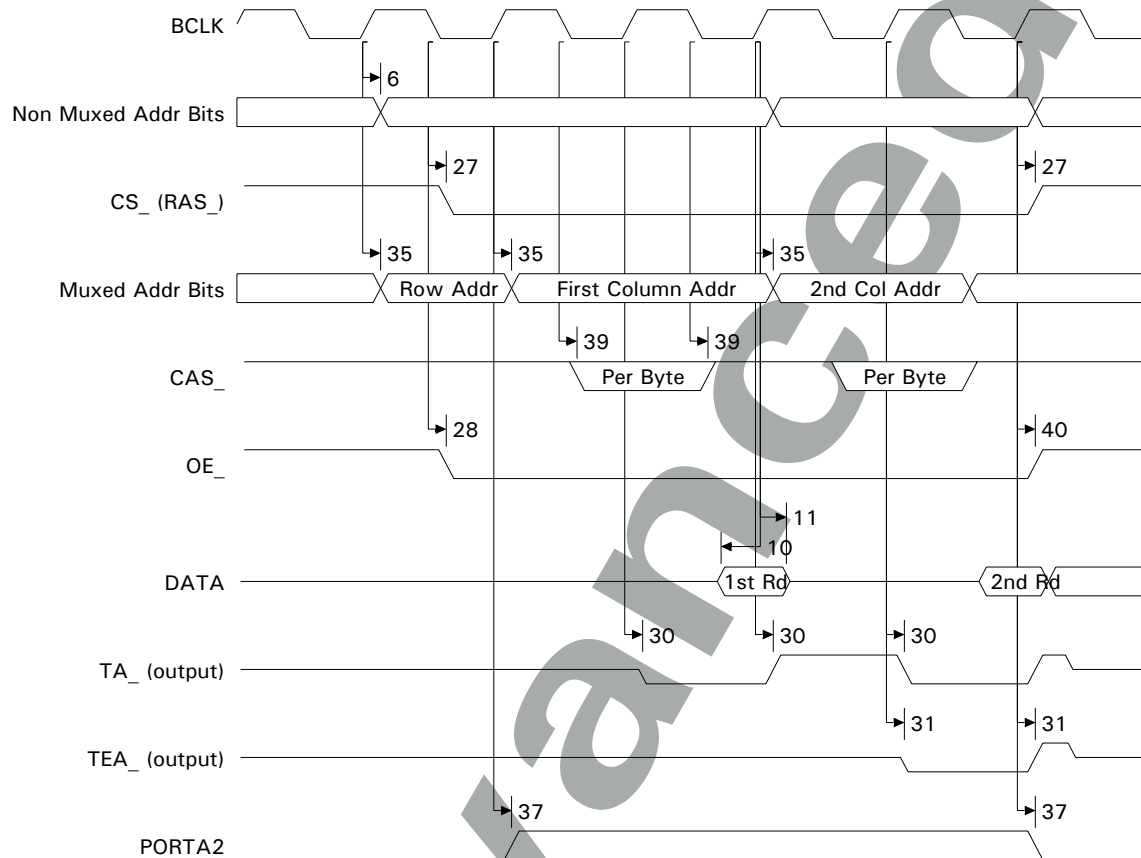 BCLK
6
Non Muxed Addr Bits
27 27
CS_ (RAS_)
35 35 35
Muxed Addr Bits Row Addr First Column Addr 2nd Col Addr
39 39
CAS_ Per Byte Per Byte
28 40
OE_
11
10
DATA 1st Rd 2nd Rd
30 30 30
TA_ (output)
31 31
TEA_ (output)
37 37
PORTA2